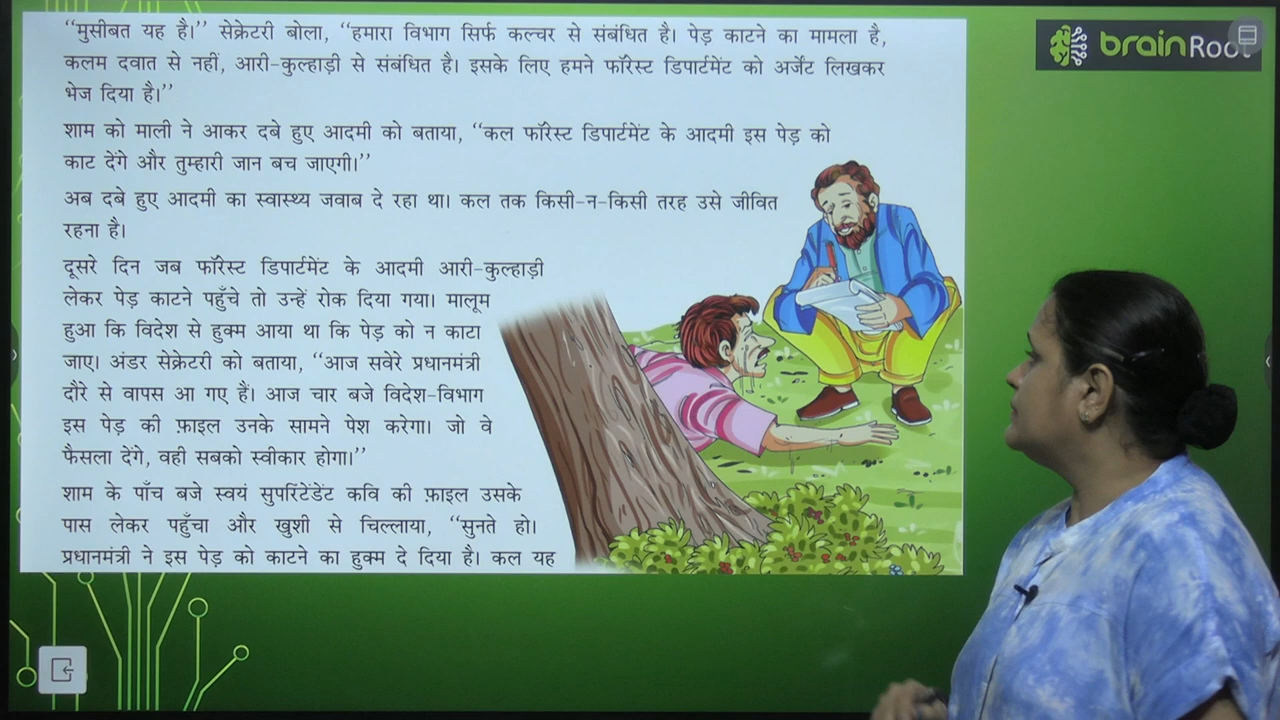 “मुसीबत यह है।” सेक्रेटरी बोला, “हमारा विभाग सिर्फ कल्चर से संबंधित है। पेड़ काटने का मामला है,
कलम दवात से नहीं, आरी-कुल्हाड़ी से संबंधित है। इसके लिए हमने फॉरेस्ट डिपार्टमेंट को अर्जेंट लिखकर
भेज दिया है।”
शाम को माली ने आकर दबे हुए आदमी को बताया, “कल फॉरेस्ट डिपार्टमेंट के आदमी इस पेड़ को
काट देंगे और तुम्हारी जान बच जाएगी।”
अब दबे हुए आदमी का स्वास्थ्य जवाब दे रहा था। कल तक किसी-न-किसी तरह उसे जीवित
रहना है।
दूसरे दिन जब फॉरेस्ट डिपार्टमेंट के आदमी आरी-कुल्हाड़ी
लेकर पेड़ काटने पहुँचे तो उन्हें रोक दिया गया। मालूम
हुआ कि विदेश से हुक्म आया था कि पेड़ को न काटा
जाए। अंडर सेक्रेटरी को बताया, “आज सवेरे प्रधानमंत्री
दौरे से वापस आ गए हैं। आज चार बजे विदेश-विभाग
इस पेड़ की फ़ाइल उनके सामने पेश करेगा। जो वे
फैसला देंगे, वही सबको स्वीकार होगा।”
शाम के पाँच बजे स्वयं सुपरिंटेंडेंट कवि की फ़ाइल उसके
पास लेकर पहुँचा और खुशी से चिल्लाया, “सुनते हो।
प्रधानमंत्री ने इस पेड़ को काटने का हुक्म दे दिया है। कल यह
brainRoot